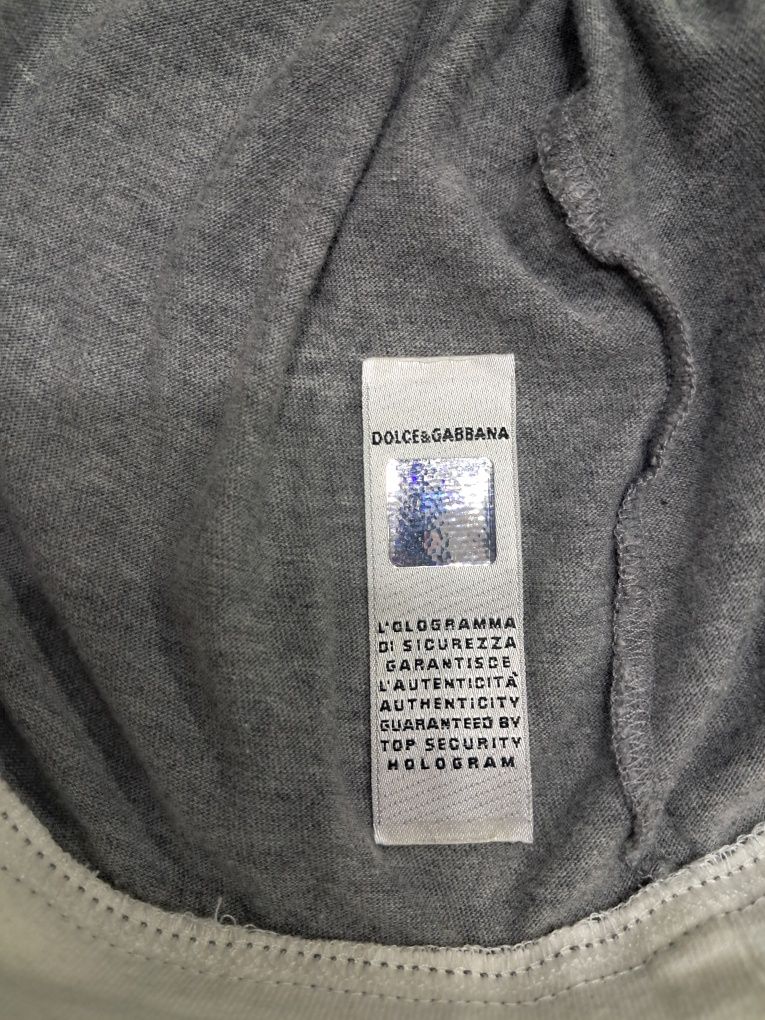 DOLCE&GABBANA
L'OLOGRAMMA
DI SICUREZZA
GARANTISCE
L'AUTENTICITÀ
AUTHENTICITY
GUARANTEED BY
TOP SECURITY
HOLOGRAM